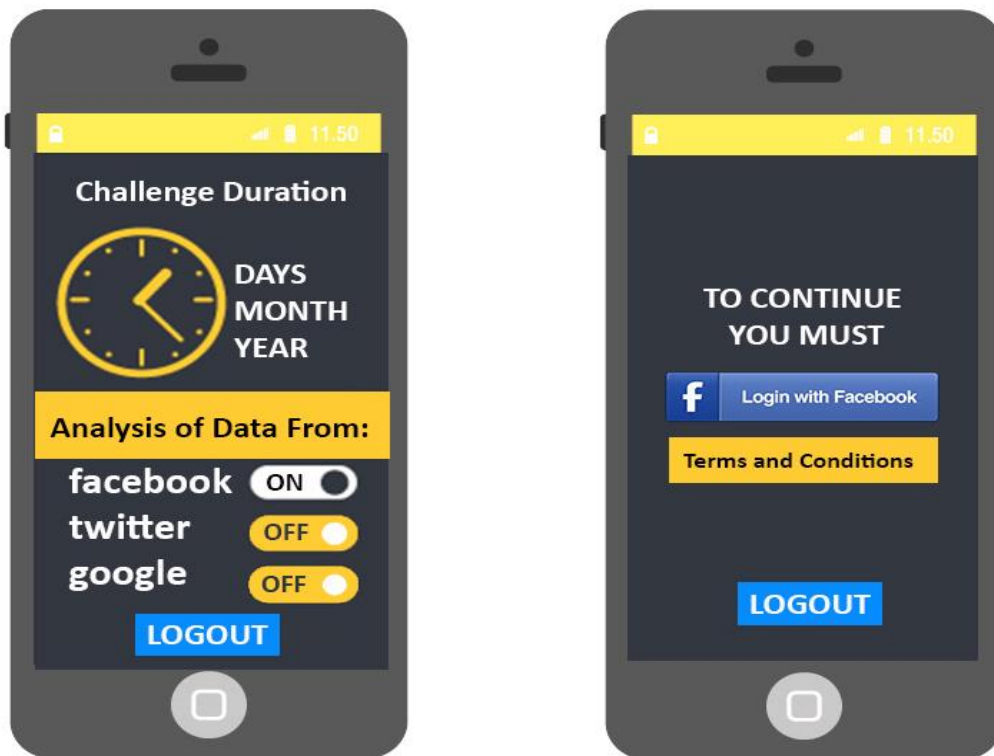 11.50
Challenge Duration
DAYS
MONTH
YEAR
Analysis of Data From:
facebook ON
twitter OFF
google OFF
LOGOUT
11.50
TO CONTINUE
YOU MUST
f Login with Facebook
Terms and Conditions
LOGOUT